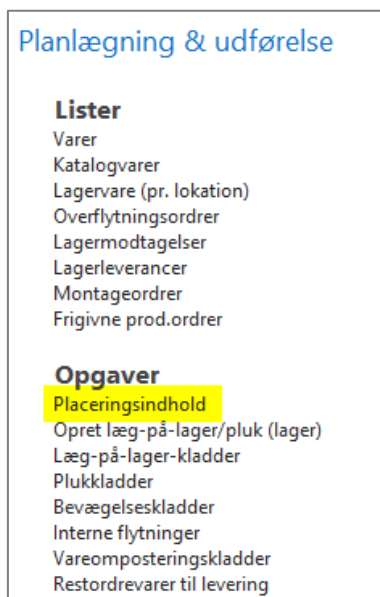 Planlægning & udførelse
Lister
Varer
Katalogvarer
Lagervare (pr. lokation)
Overflytningsordrer
Lagermodtagelser
Lagerleverancer
Montageordrer
Frigivne prod.ordrer
Opgaver
Placeringsindhold
Opret læg-på-lager/pluk (lager)
Læg-på-lager-kladder
Plukkladder
Bevægelseskladder
Interne flytninger
Vareomposteringskladder
Restordrevarer til levering